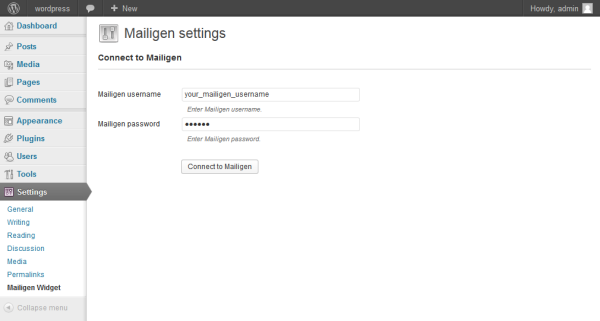 wordpress
+ New
Howdy, admin
Dashboard
Posts
Media
Pages
Comments
Appearance
Plugins
Users
Tools
Settings
General
Writing
Reading
Discussion
Media
Permalinks
Mailigen Widget
Collapse menu
Mailigen settings
Connect to Mailigen
Mailigen username
your_mailigen_username
Enter Mailigen username.
Mailigen password
●●●●●●
Enter Mailigen password.
Connect to Mailigen